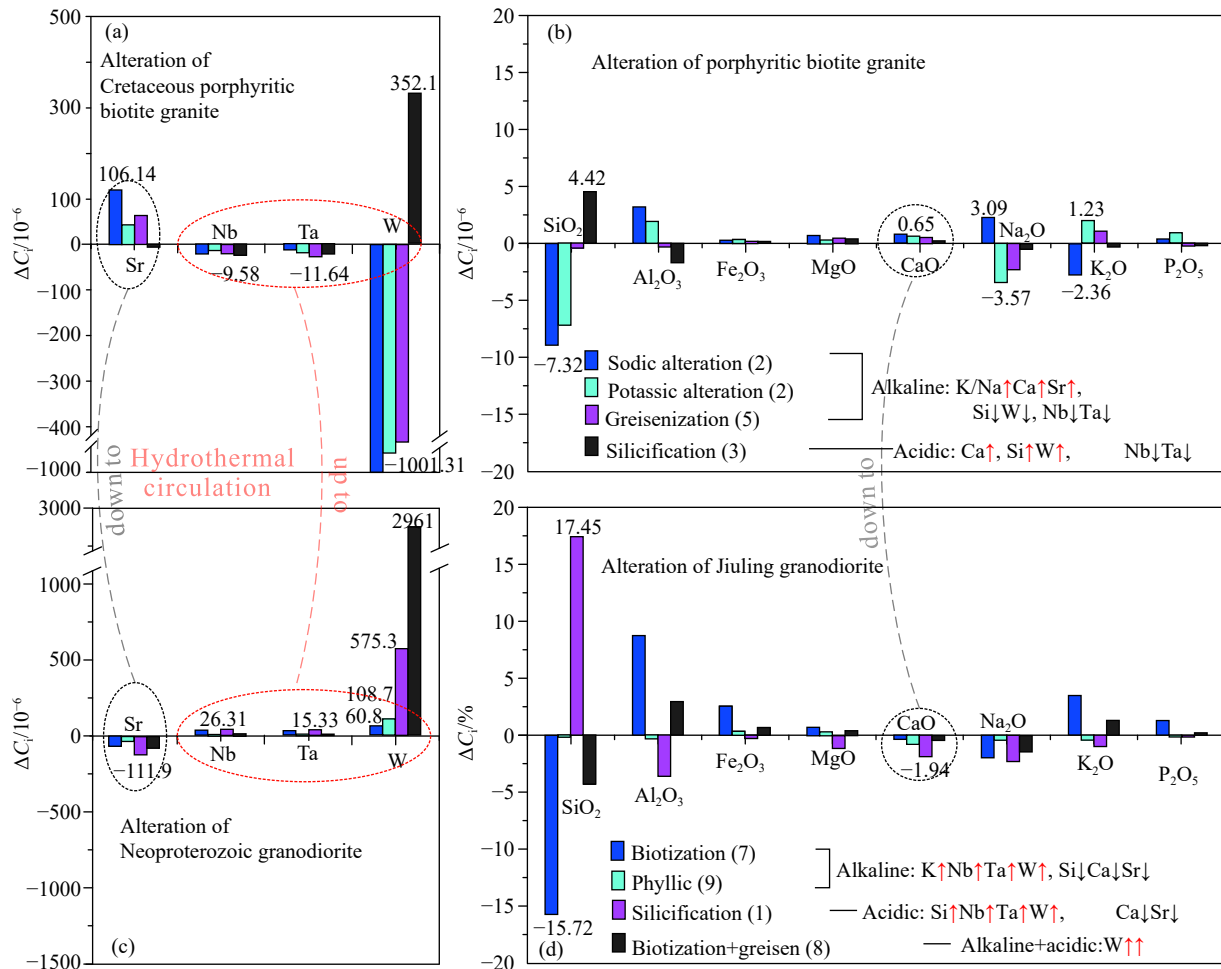 (a)
Alteration of
Cretaceous porphyritic
biotite granite
500
300
100
0
−100
−200
−300
−400
−1000
ΔCᵢ/10⁻⁶
352.1
106.14
Sr
Nb
−9.58
Ta
−11.64
W
−1001.31
(b)
Alteration of porphyritic biotite granite
20
15
10
5
0
−5
−10
−15
−20
ΔCᵢ/10⁻⁶
4.42
SiO₂
−7.32
Al₂O₃
Fe₂O₃
MgO
0.65
CaO
3.09
Na₂O
−3.57
1.23
K₂O
−2.36
P₂O₅
Sodic alteration (2)
Potassic alteration (2)
Greisenization (5)
Silicification (3)
Alkaline: K/Na↑Ca↑Sr↑,
Si↓W↓, Nb↓Ta↓
Acidic: Ca↑, Si↑W↑, Nb↓Ta↓
down to
Hydrothermal
circulation
up to
down to
3000
1000
500
0
−500
−1000
−1500
ΔCᵢ/10⁻⁶
2961
575.3
108.7
60.8
Sr
−111.9
26.31
Nb
15.33
Ta
W
Alteration of
Neoproterozoic granodiorite
(c)
20
15
10
5
0
−5
−10
−15
−20
ΔCᵢ/%
17.45
Alteration of Jiuling granodiorite
SiO₂
−15.72
Al₂O₃
Fe₂O₃
MgO
CaO
−1.94
Na₂O
K₂O
P₂O₅
Biotization (7)
Phyllic (9)
Silicification (1)
Biotization+greisen (8)
Alkaline: K↑Nb↑Ta↑W↑, Si↓Ca↓Sr↓
Acidic: Si↑Nb↑Ta↑W↑, Ca↓Sr↓
Alkaline+acidic:W↑↑
(d)